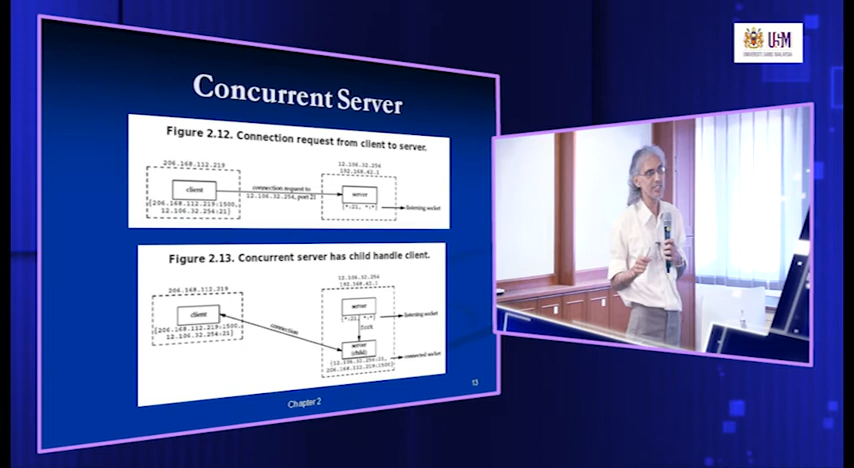 USM
UNIVERSITI SAINS MALAYSIA
Concurrent Server
Figure 2.12. Connection request from client to server.
206.168.112.219
12.106.32.254
192.168.42.1
client
connection request to
12.106.32.254, port 21
server
{206.168.112.219:1500,
12.106.32.254:21}
{*:21, *:*}
listening socket
Figure 2.13. Concurrent server has child handle client.
206.168.112.219
12.106.32.254
192.168.42.1
client
server
{206.168.112.219:1500,
12.106.32.254:21}
{*:21, *:*}
listening socket
fork
connection
server
(child)
connected socket
{12.106.32.254:21,
206.168.112.219:1500}
13
Chapter 2